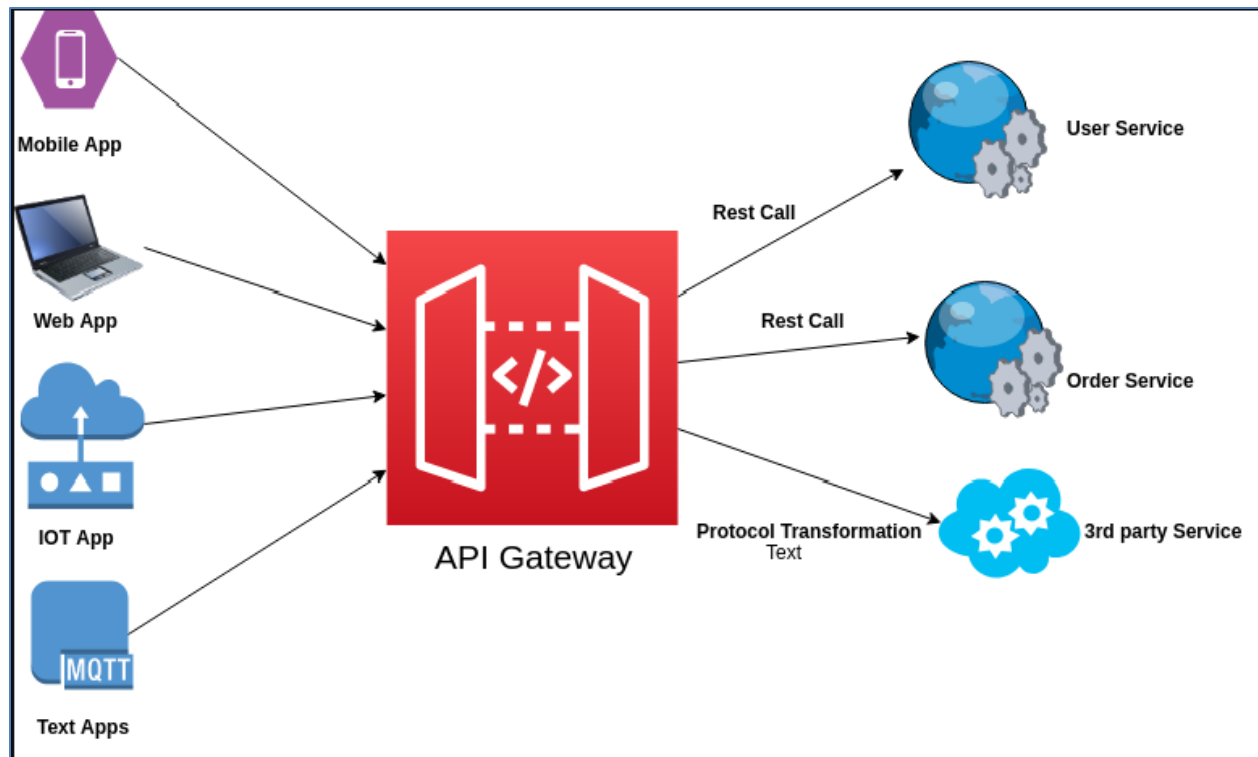 Mobile App
Web App
IOT App
MQTT
Text Apps
</>
API Gateway
Rest Call
User Service
Rest Call
Order Service
Protocol Transformation
Text
3rd party Service